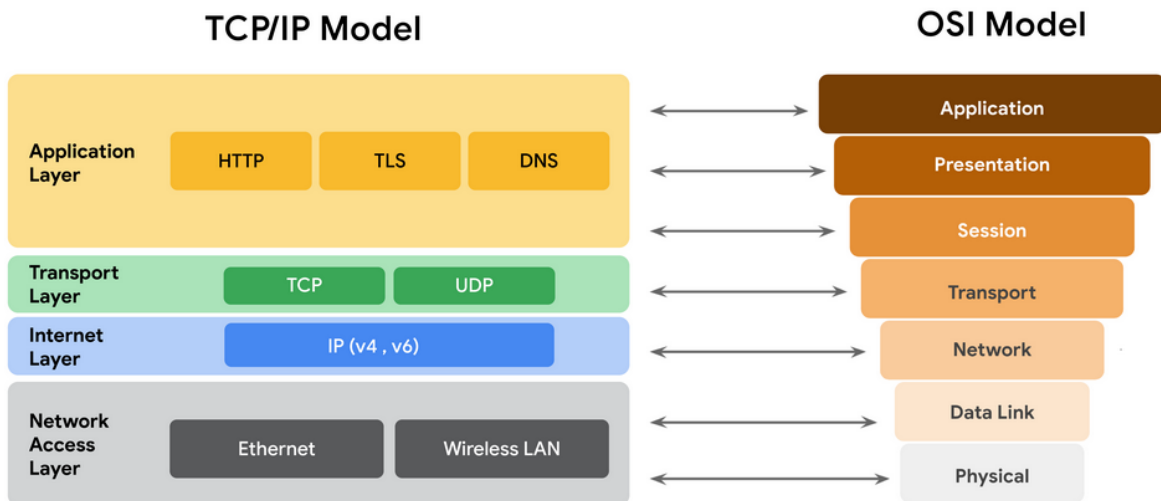 TCP/IP Model
OSI Model
Application
Layer
HTTP
TLS
DNS
Transport
Layer
TCP
UDP
Internet
Layer
IP (v4 , v6)
Network
Access
Layer
Ethernet
Wireless LAN
Application
Presentation
Session
Transport
Network
Data Link
Physical